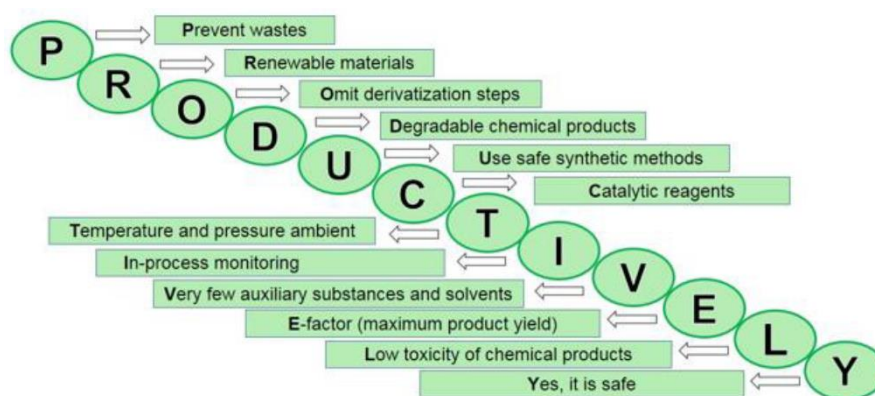 P
Prevent wastes
R
Renewable materials
O
Omit derivatization steps
D
Degradable chemical products
U
Use safe synthetic methods
C
Catalytic reagents
Temperature and pressure ambient
T
In-process monitoring
I
Very few auxiliary substances and solvents
V
E-factor (maximum product yield)
E
Low toxicity of chemical products
L
Yes, it is safe
Y